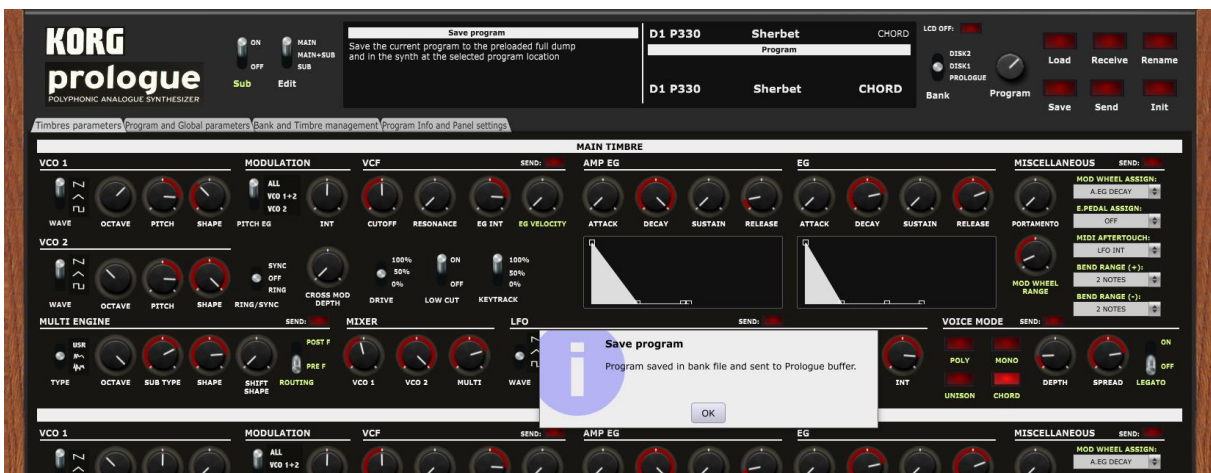 KORG
prologue
POLYPHONIC ANALOGUE SYNTHESIZER
ON
OFF
Sub
MAIN
MAIN+SUB
SUB
Edit
Save program
Save the current program to the preloaded full dump
and in the synth at the selected program location
D1 P330 Sherbet CHORD
Program
D1 P330 Sherbet CHORD
LCD OFF:
DISK2
DISK1
PROLOGUE
Bank Program
Load Receive Rename
Save Send Init
Timbres parameters Program and Global parameters Bank and Timbre management Program Info and Panel settings
MAIN TIMBRE
VCO 1 MODULATION VCF SEND: AMP EG EG MISCELLANEOUS SEND:
ALL
VCO 1+2
VCO 2
WAVE OCTAVE PITCH SHAPE PITCH EG INT CUTOFF RESONANCE EG INT EG VELOCITY ATTACK DECAY SUSTAIN RELEASE ATTACK DECAY SUSTAIN RELEASE PORTAMENTO
MOD WHEEL ASSIGN:
A.EG DECAY
E.PEDAL ASSIGN:
OFF
MIDI AFTERTOUCH:
LFO INT
BEND RANGE (+):
2 NOTES
BEND RANGE (-):
2 NOTES
MOD WHEEL
RANGE
VCO 2
SYNC
OFF
RING
100%
50%
0%
ON
OFF
100%
50%
0%
WAVE OCTAVE PITCH SHAPE RING/SYNC CROSS MOD
DEPTH DRIVE LOW CUT KEYTRACK
MULTI ENGINE SEND: MIXER LFO SEND: VOICE MODE SEND:
USR
POST F
PRE F
TYPE OCTAVE SUB TYPE SHAPE SHIFT
SHAPE ROUTING VCO 1 VCO 2 MULTI WAVE INT
POLY MONO
UNISON CHORD
DEPTH SPREAD LEGATO
ON
OFF
Save program
Program saved in bank file and sent to Prologue buffer.
OK
VCO 1 MODULATION VCF SEND: AMP EG EG MISCELLANEOUS SEND:
ALL
VCO 1+2
MOD WHEEL ASSIGN:
A.EG DECAY